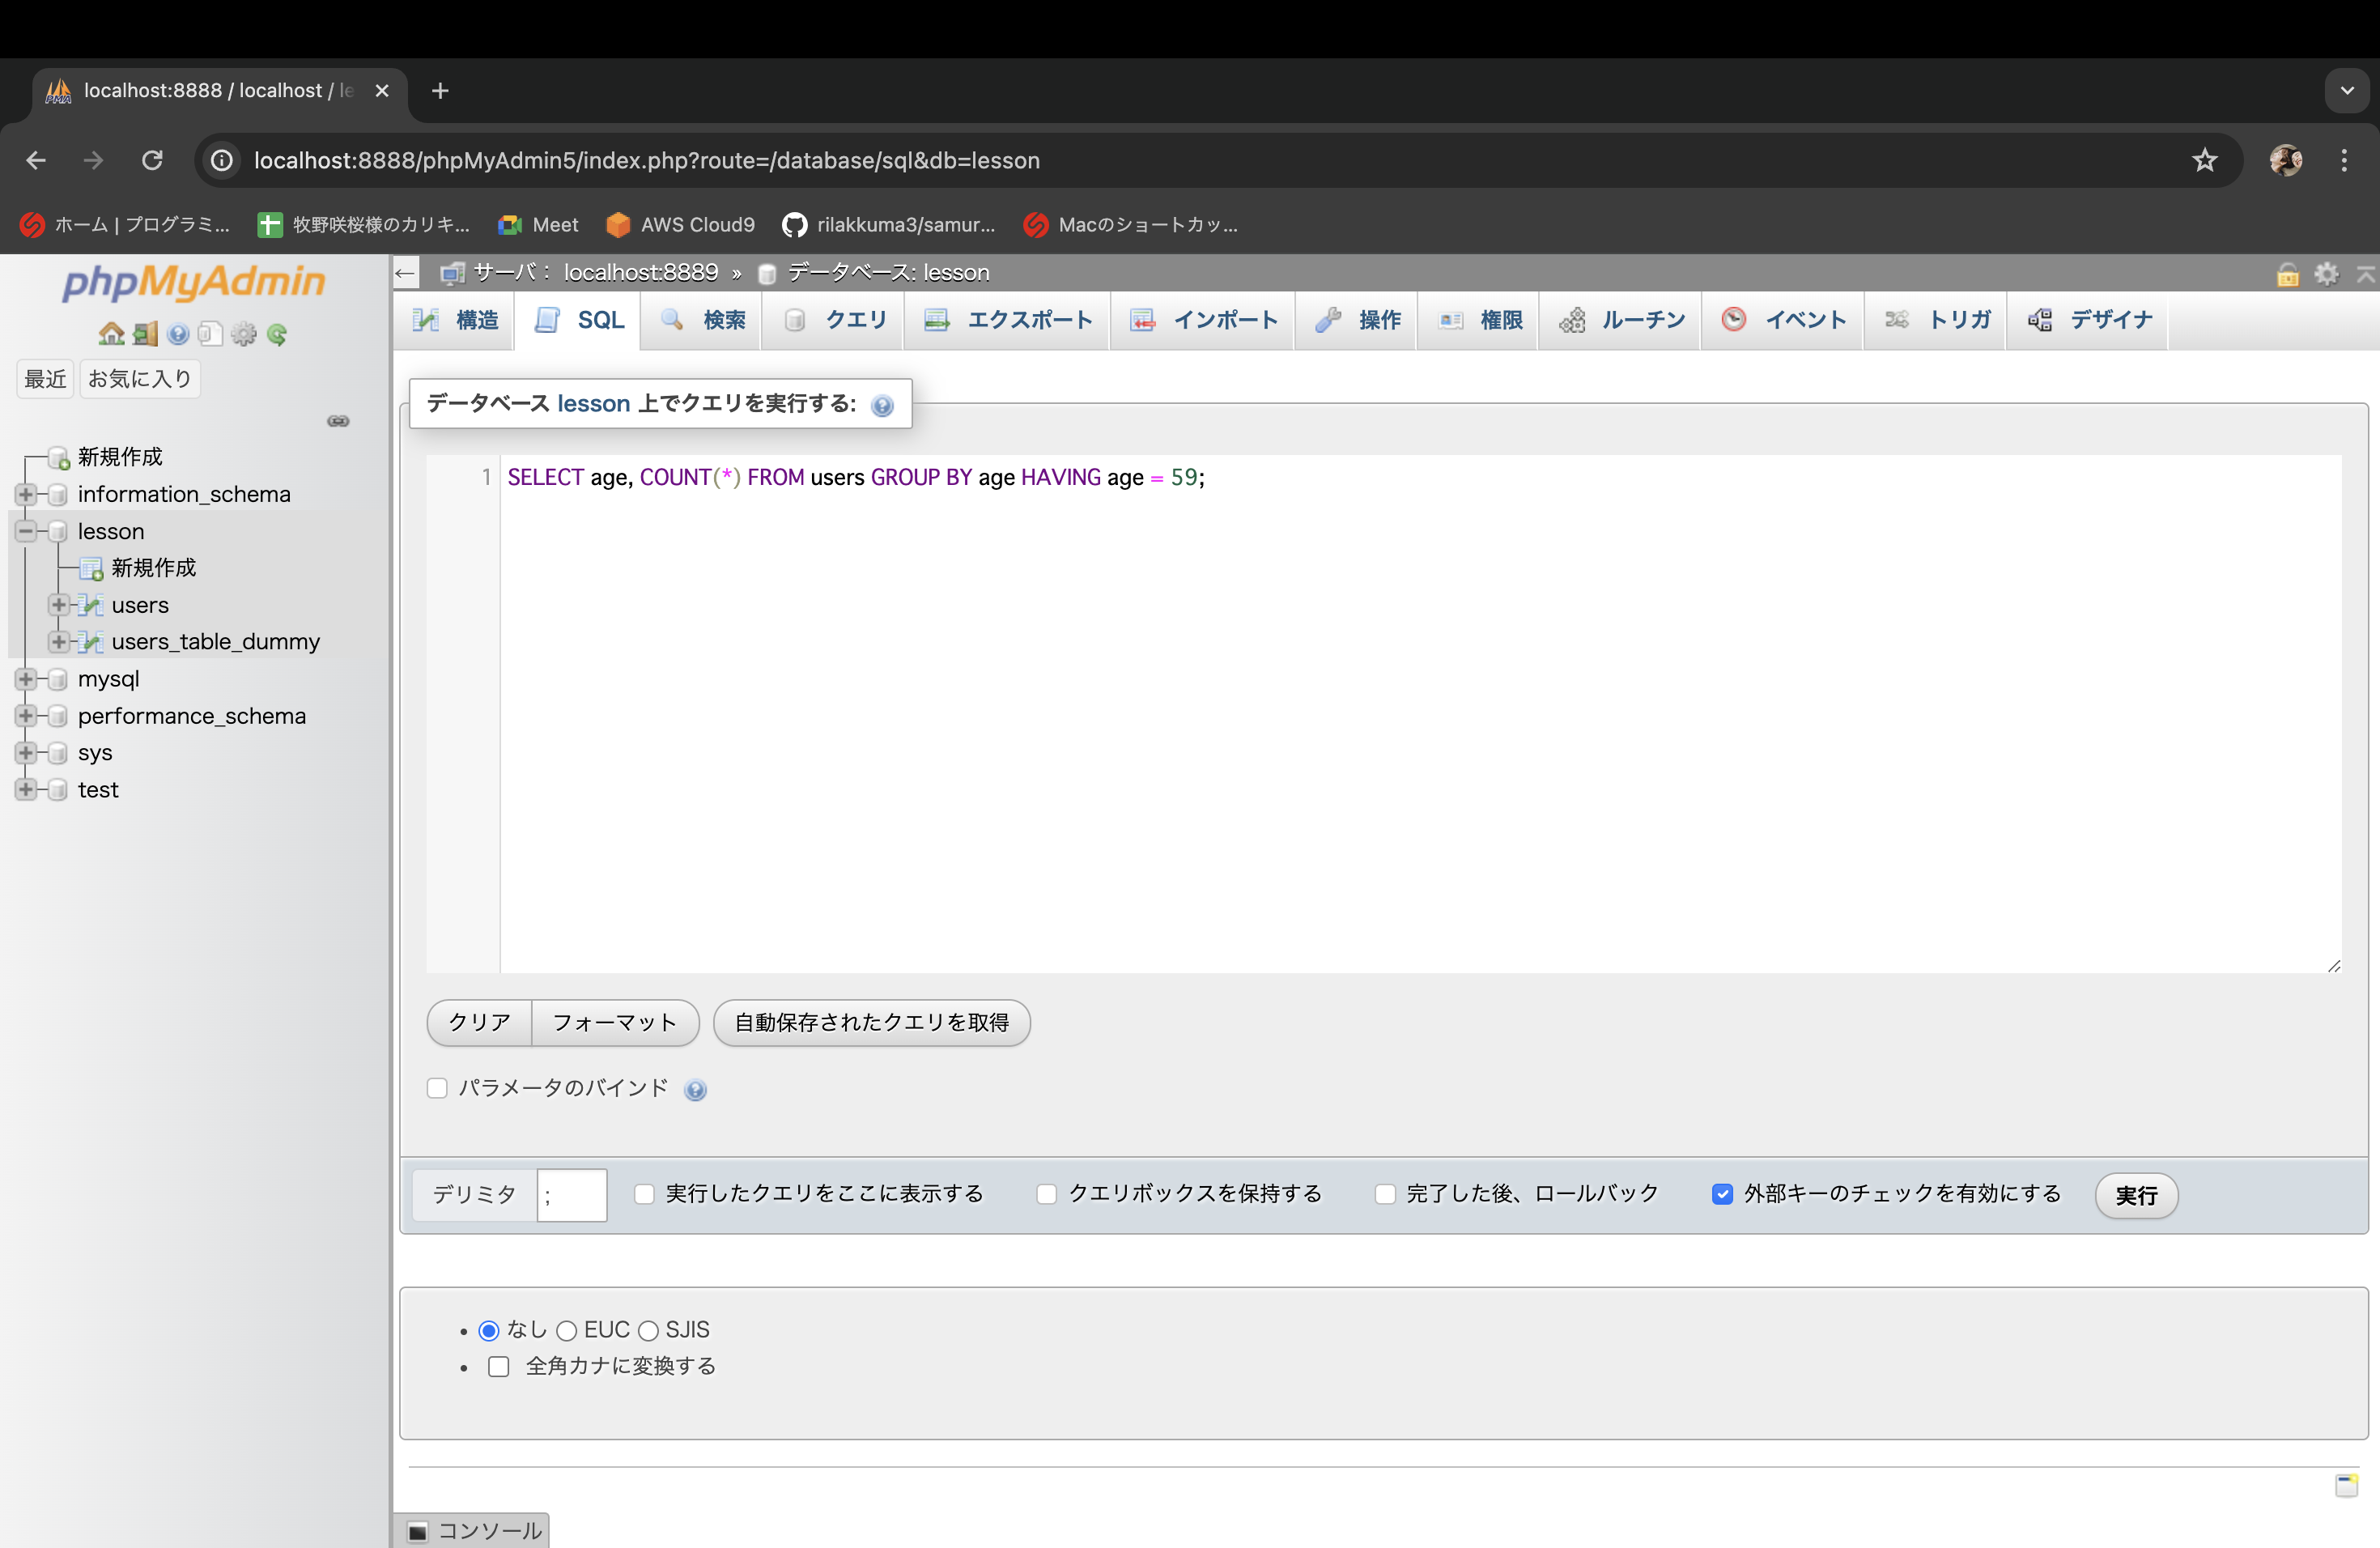 localhost:8888 / localhost / le
localhost:8888/phpMyAdmin5/index.php?route=/database/sql&db=lesson
ホーム | プログラミ...
牧野咲桜様のカリキ...
Meet
AWS Cloud9
rilakkuma3/samur...
Macのショートカッ...
phpMyAdmin
最近
お気に入り
新規作成
information_schema
lesson
新規作成
users
users_table_dummy
mysql
performance_schema
sys
test
サーバ: localhost:8889 » データベース: lesson
構造
SQL
検索
クエリ
エクスポート
インポート
操作
権限
ルーチン
イベント
トリガ
デザイナ
データベース lesson 上でクエリを実行する:
1 SELECT age, COUNT(*) FROM users GROUP BY age HAVING age = 59;
クリア
フォーマット
自動保存されたクエリを取得
パラメータのバインド
デリミタ ;
実行したクエリをここに表示する
クエリボックスを保持する
完了した後、ロールバック
外部キーのチェックを有効にする
実行
なし EUC SJIS
全角カナに変換する
コンソール